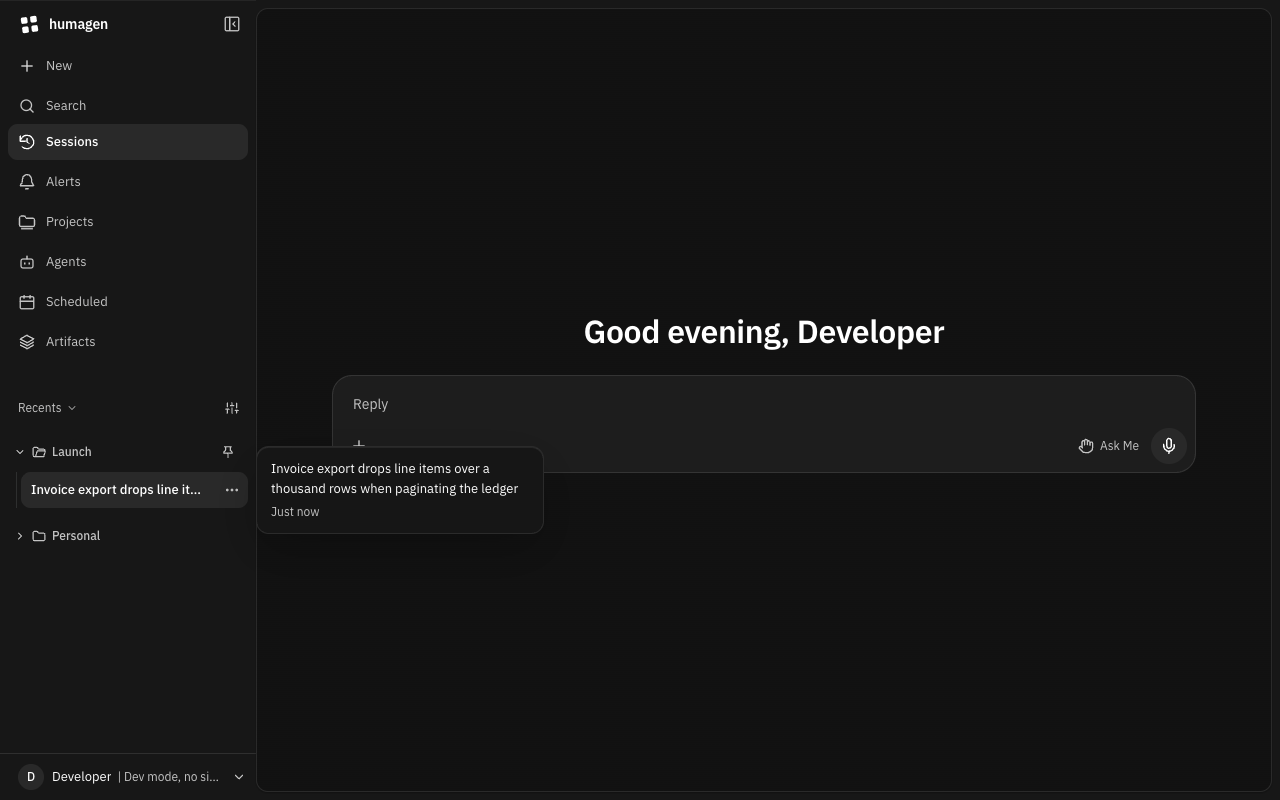 humagen
New
Search
Sessions
Alerts
Projects
Agents
Scheduled
Artifacts
Recents
Launch
Invoice export drops line it...
Personal
D Developer | Dev mode, no si...
Good evening, Developer
Reply
Ask Me
Invoice export drops line items over a
thousand rows when paginating the ledger
Just now